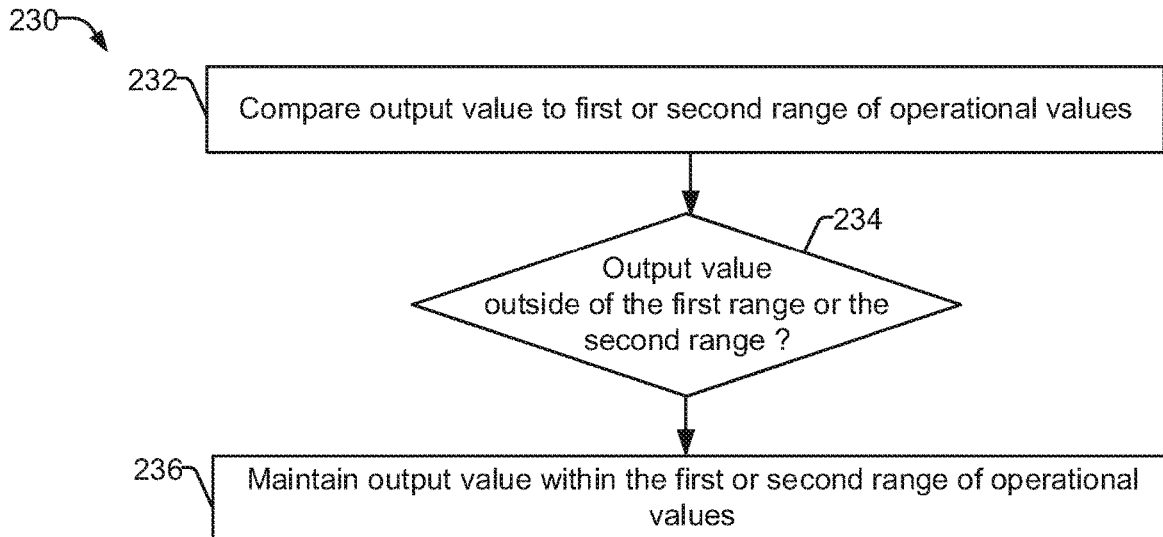 230
232
Compare output value to first or second range of operational values
234
Output value
outside of the first range or the
second range ?
236
Maintain output value within the first or second range of operational
values